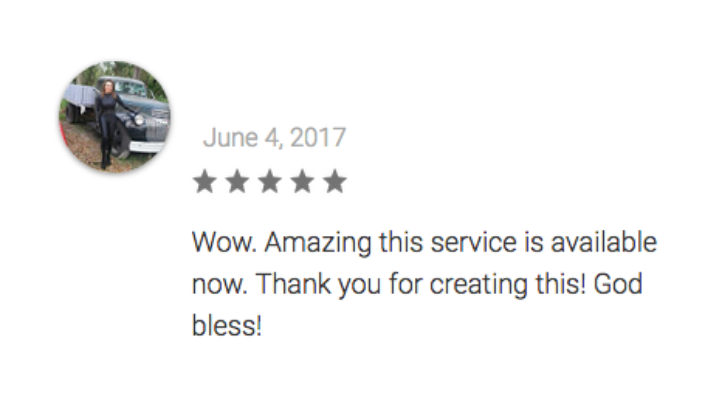 June 4, 2017
Wow. Amazing this service is available
now. Thank you for creating this! God
bless!